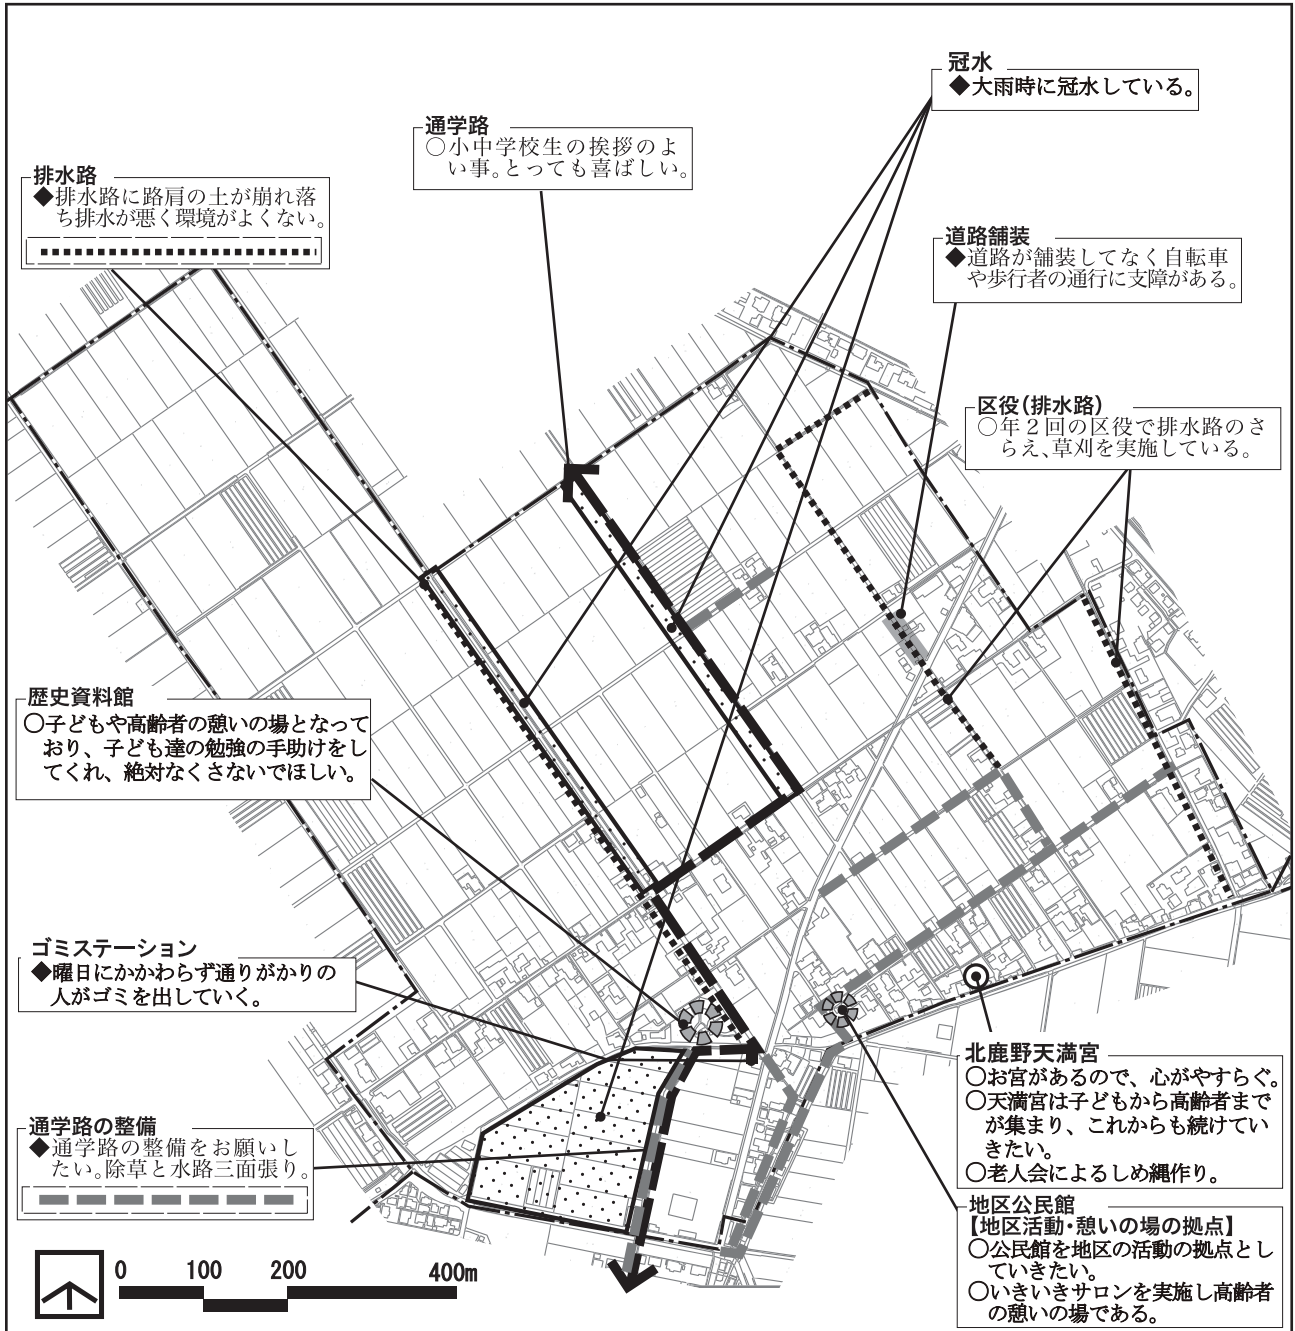 冠水
◆大雨時に冠水している。
通学路
○小中学校生の挨拶のよ
い事。とっても喜ばしい。
排水路
◆排水路に路肩の土が崩れ落
ち排水が悪く環境がよくない。
道路舗装
◆道路が舗装してなく自転車
や歩行者の通行に支障がある。
区役(排水路)
○年2回の区役で排水路のさ
らえ、草刈を実施している。
歴史資料館
○子どもや高齢者の憩いの場となって
おり、子ども達の勉強の手助けをし
てくれ、絶対なくさないでほしい。
ゴミステーション
◆曜日にかかわらず通りがかりの
人がゴミを出していく。
北鹿野天満宮
○お宮があるので、心がやすらぐ。
○天満宮は子どもから高齢者まで
が集まり、これからも続けてい
きたい。
○老人会によるしめ縄作り。
通学路の整備
◆通学路の整備をお願いし
たい。除草と水路三面張り。
地区公民館
【地区活動・憩いの場の拠点】
○公民館を地区の活動の拠点とし
ていきたい。
○いきいきサロンを実施し高齢者
の憩いの場である。
0 100 200 400m